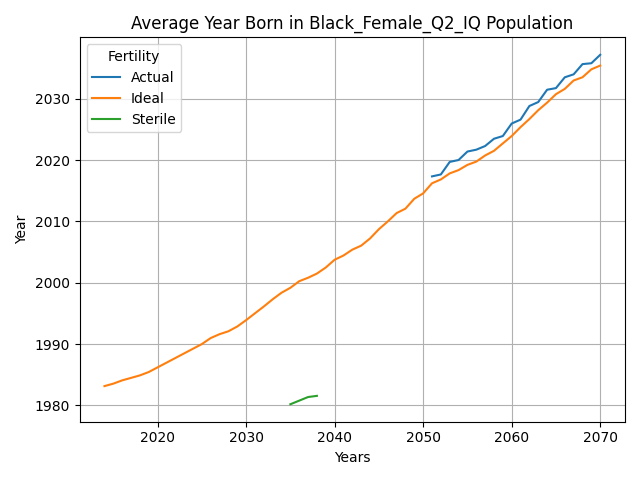 Average Year Born in Black_Female_Q2_IQ Population
Fertility
Actual
Ideal
Sterile
Year
2030
2020
2010
2000
1990
1980
2020 2030 2040 2050 2060 2070
Years